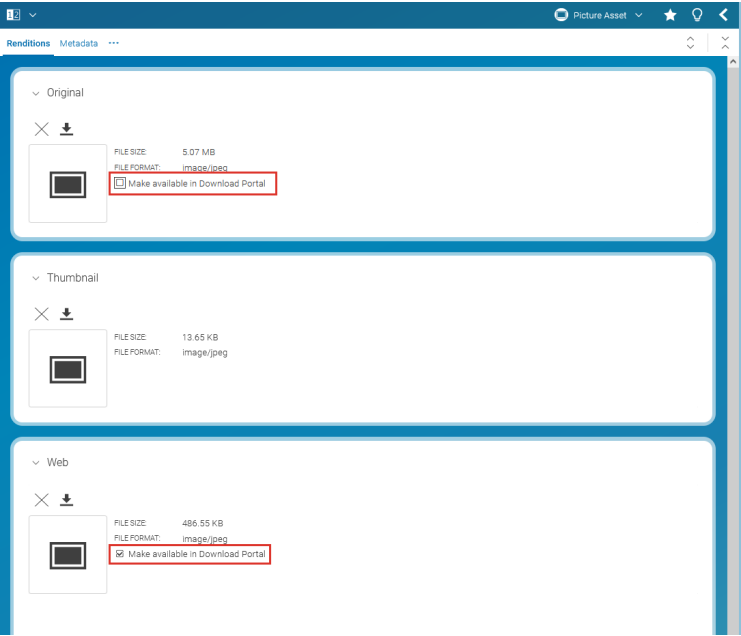 12
Picture Asset
Renditions Metadata ···
Original
FILE SIZE: 5.07 MB
FILE FORMAT: image/jpeg
Make available in Download Portal
Thumbnail
FILE SIZE: 13.65 KB
FILE FORMAT: image/jpeg
Web
FILE SIZE: 486.55 KB
FILE FORMAT: image/jpeg
Make available in Download Portal